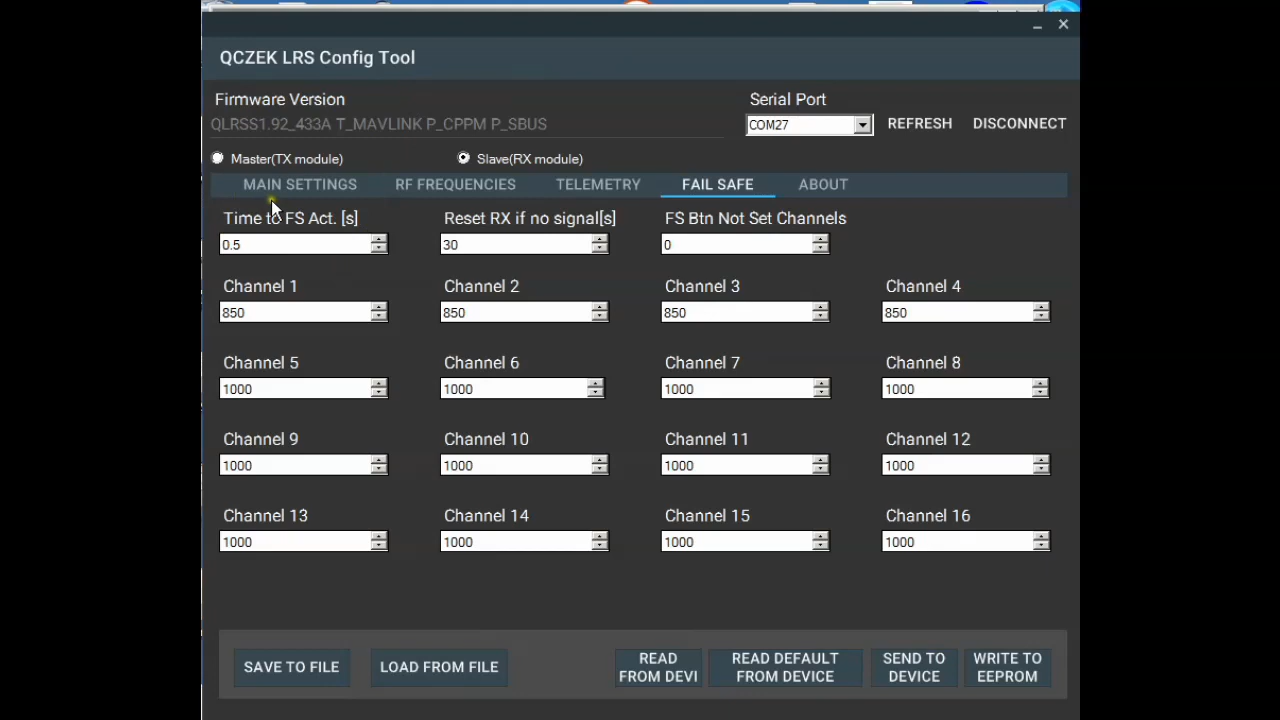 QCZEK LRS Config Tool
Firmware Version
Serial Port
QLRSS1.92_433A T_MAVLINK P_CPPM P_SBUS
COM27
REFRESH
DISCONNECT
Master(TX module)
Slave(RX module)
MAIN SETTINGS
RF FREQUENCIES
TELEMETRY
FAIL SAFE
ABOUT
Time to FS Act. [s]
Reset RX if no signal[s]
FS Btn Not Set Channels
0.5
30
0
Channel 1
Channel 2
Channel 3
Channel 4
850
850
850
850
Channel 5
Channel 6
Channel 7
Channel 8
1000
1000
1000
1000
Channel 9
Channel 10
Channel 11
Channel 12
1000
1000
1000
1000
Channel 13
Channel 14
Channel 15
Channel 16
1000
1000
1000
1000
SAVE TO FILE
LOAD FROM FILE
READ
FROM DEVI
READ DEFAULT
FROM DEVICE
SEND TO
DEVICE
WRITE TO
EEPROM